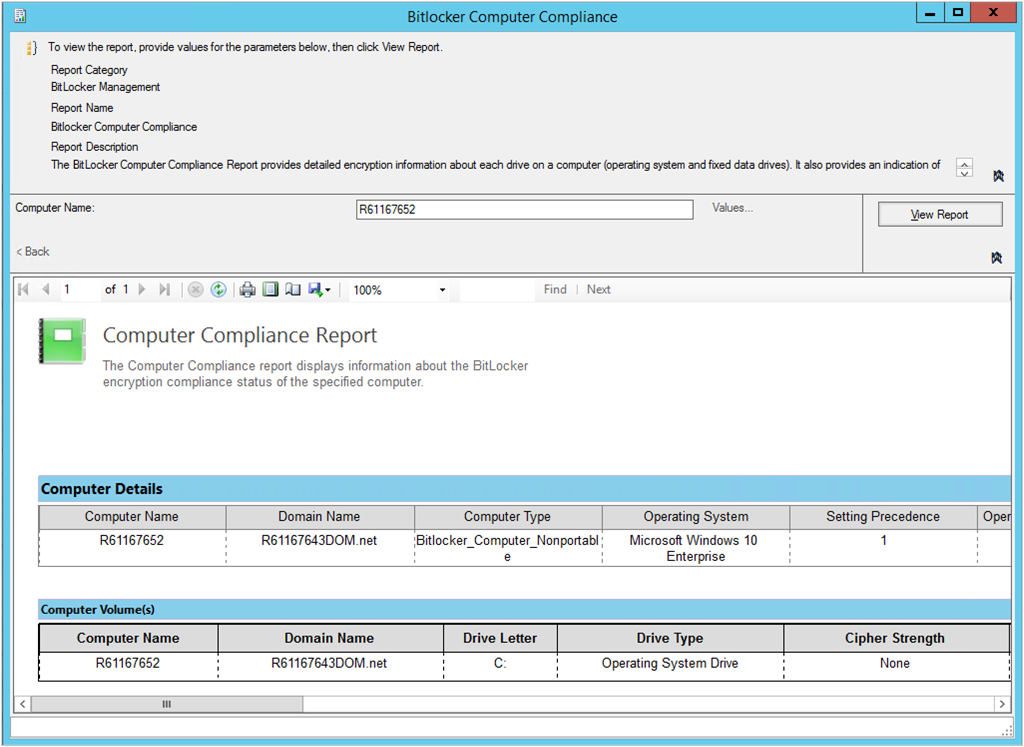 Bitlocker Computer Compliance
To view the report, provide values for the parameters below, then click View Report.
Report Category
BitLocker Management
Report Name
Bitlocker Computer Compliance
Report Description
The BitLocker Computer Compliance Report provides detailed encryption information about each drive on a computer (operating system and fixed data drives). It also provides an indication of
Computer Name: R61167652 Values... View Report
< Back
1 of 1 100% Find | Next
Computer Compliance Report
The Computer Compliance report displays information about the BitLocker
encryption compliance status of the specified computer.
Computer Details
Computer Name Domain Name Computer Type Operating System Setting Precedence Oper
R61167652 R61167643DOM.net Bitlocker_Computer_Nonportabl Microsoft Windows 10 1
e Enterprise
Computer Volume(s)
Computer Name Domain Name Drive Letter Drive Type Cipher Strength
R61167652 R61167643DOM.net C: Operating System Drive None